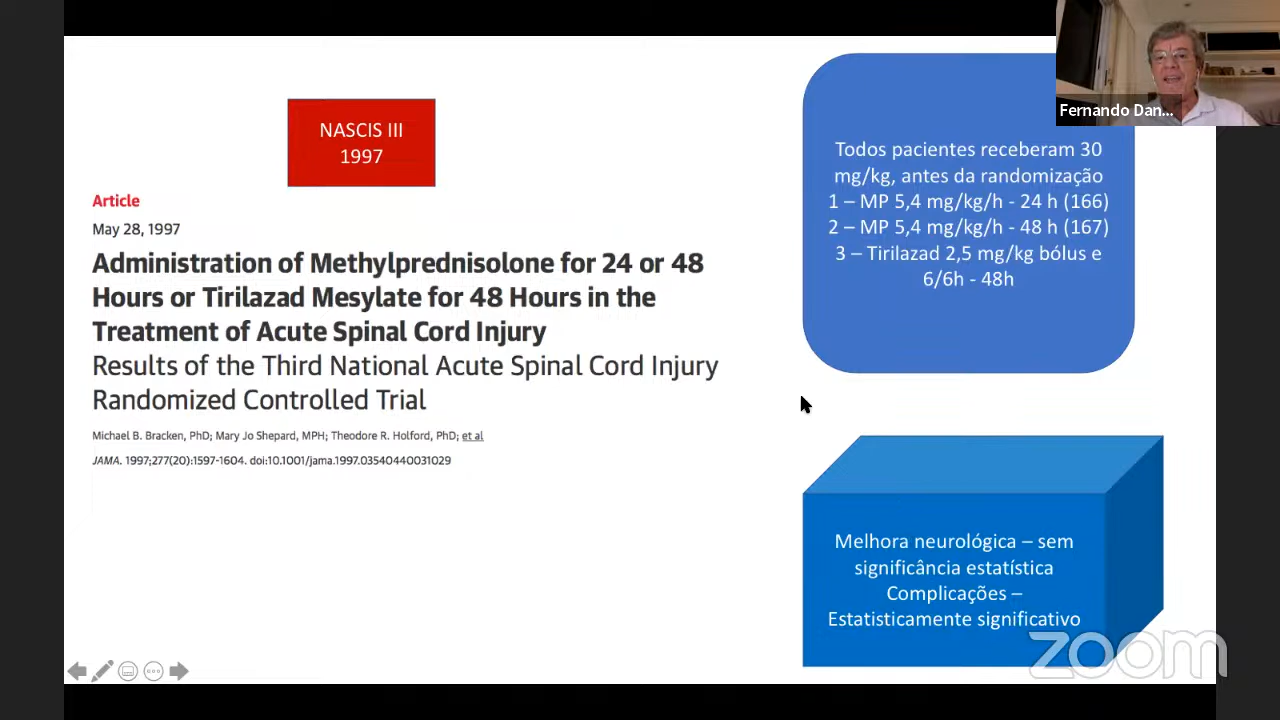 NASCIS III
1997
Article
May 28, 1997
Administration of Methylprednisolone for 24 or 48
Hours or Tirilazad Mesylate for 48 Hours in the
Treatment of Acute Spinal Cord Injury
Results of the Third National Acute Spinal Cord Injury
Randomized Controlled Trial
Michael B. Bracken, PhD; Mary Jo Shepard, MPH; Theodore R. Holford, PhD; et al
JAMA. 1997;277(20):1597-1604. doi:10.1001/jama.1997.03540440031029
Todos pacientes receberam 30
mg/kg, antes da randomização
1 – MP 5,4 mg/kg/h - 24 h (166)
2 – MP 5,4 mg/kg/h - 48 h (167)
3 – Tirilazad 2,5 mg/kg bólus e
6/6h - 48h
Melhora neurológica – sem
significância estatística
Complicações –
Estatisticamente significativo
Fernando Dan...
zoom